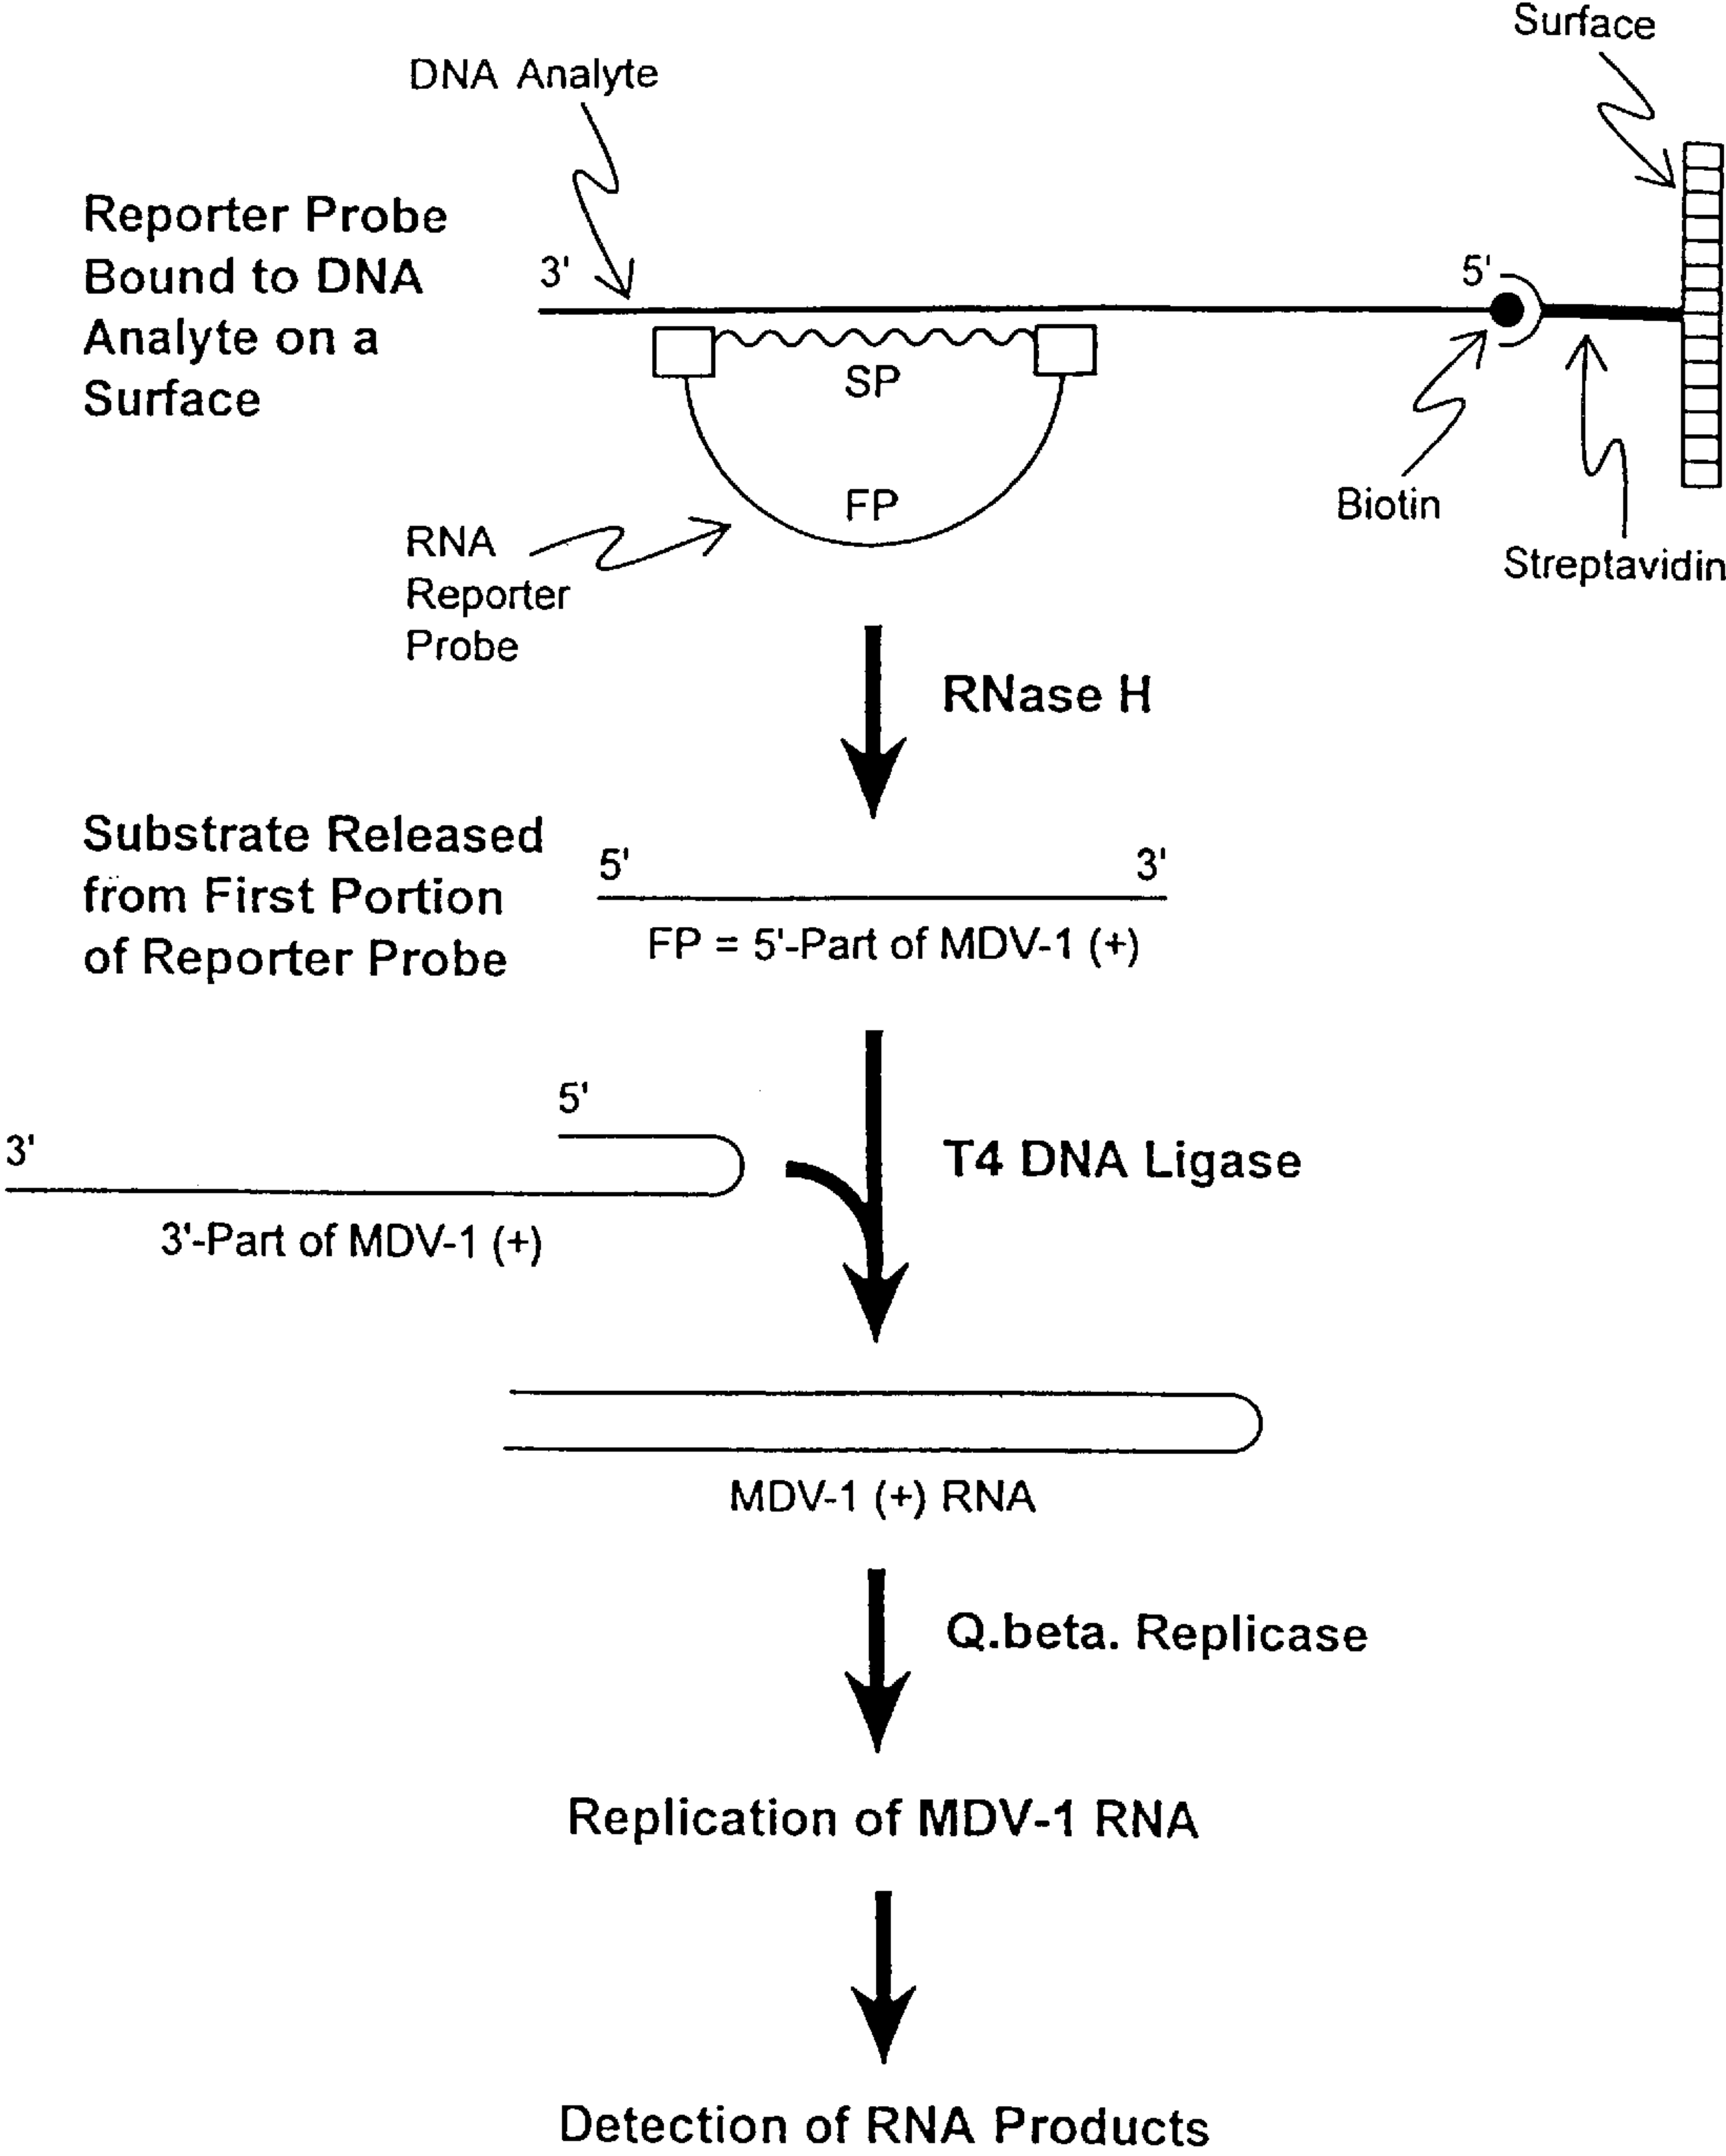 Surface
DNA Analyte
Reporter Probe
Bound to DNA
Analyte on a
Surface
3'
5'
SP
FP
Biotin
Streptavidin
RNA
Reporter
Probe
RNase H
Substrate Released
from First Portion
of Reporter Probe
5'
3'
FP = 5'-Part of MDV-1 (+)
5'
3'
T4 DNA Ligase
3'-Part of MDV-1 (+)
MDV-1 (+) RNA
Q.beta. Replicase
Replication of MDV-1 RNA
Detection of RNA Products